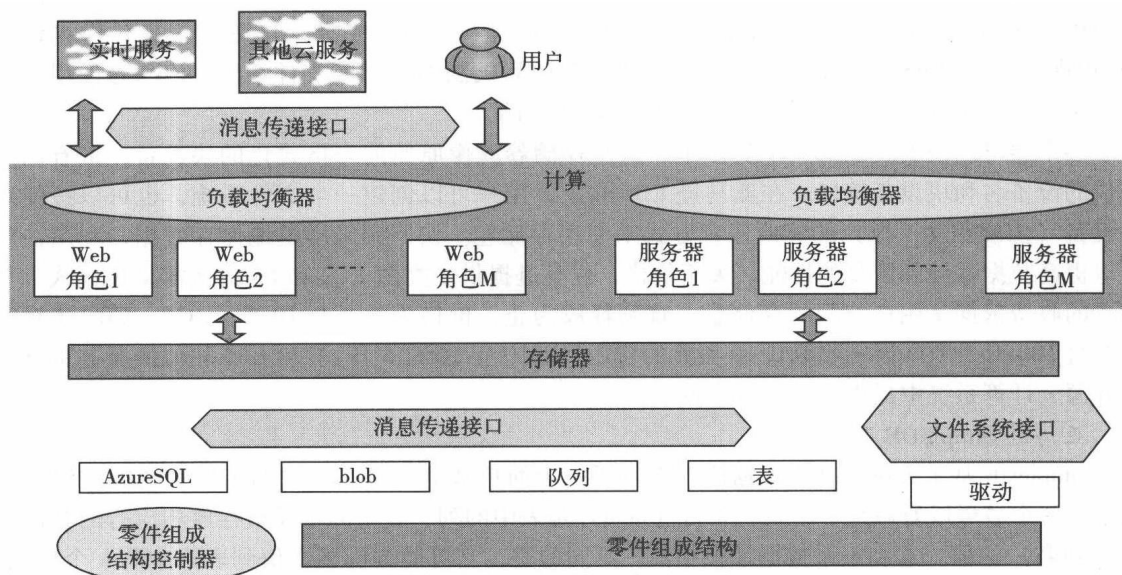 实时服务
其他云服务
用户
消息传递接口
计算
负载均衡器
负载均衡器
Web
角色1
Web
角色2
Web
角色M
服务器
角色1
服务器
角色2
服务器
角色M
存储器
消息传递接口
文件系统接口
AzureSQL
blob
队列
表
驱动
零件组成
结构控制器
零件组成结构